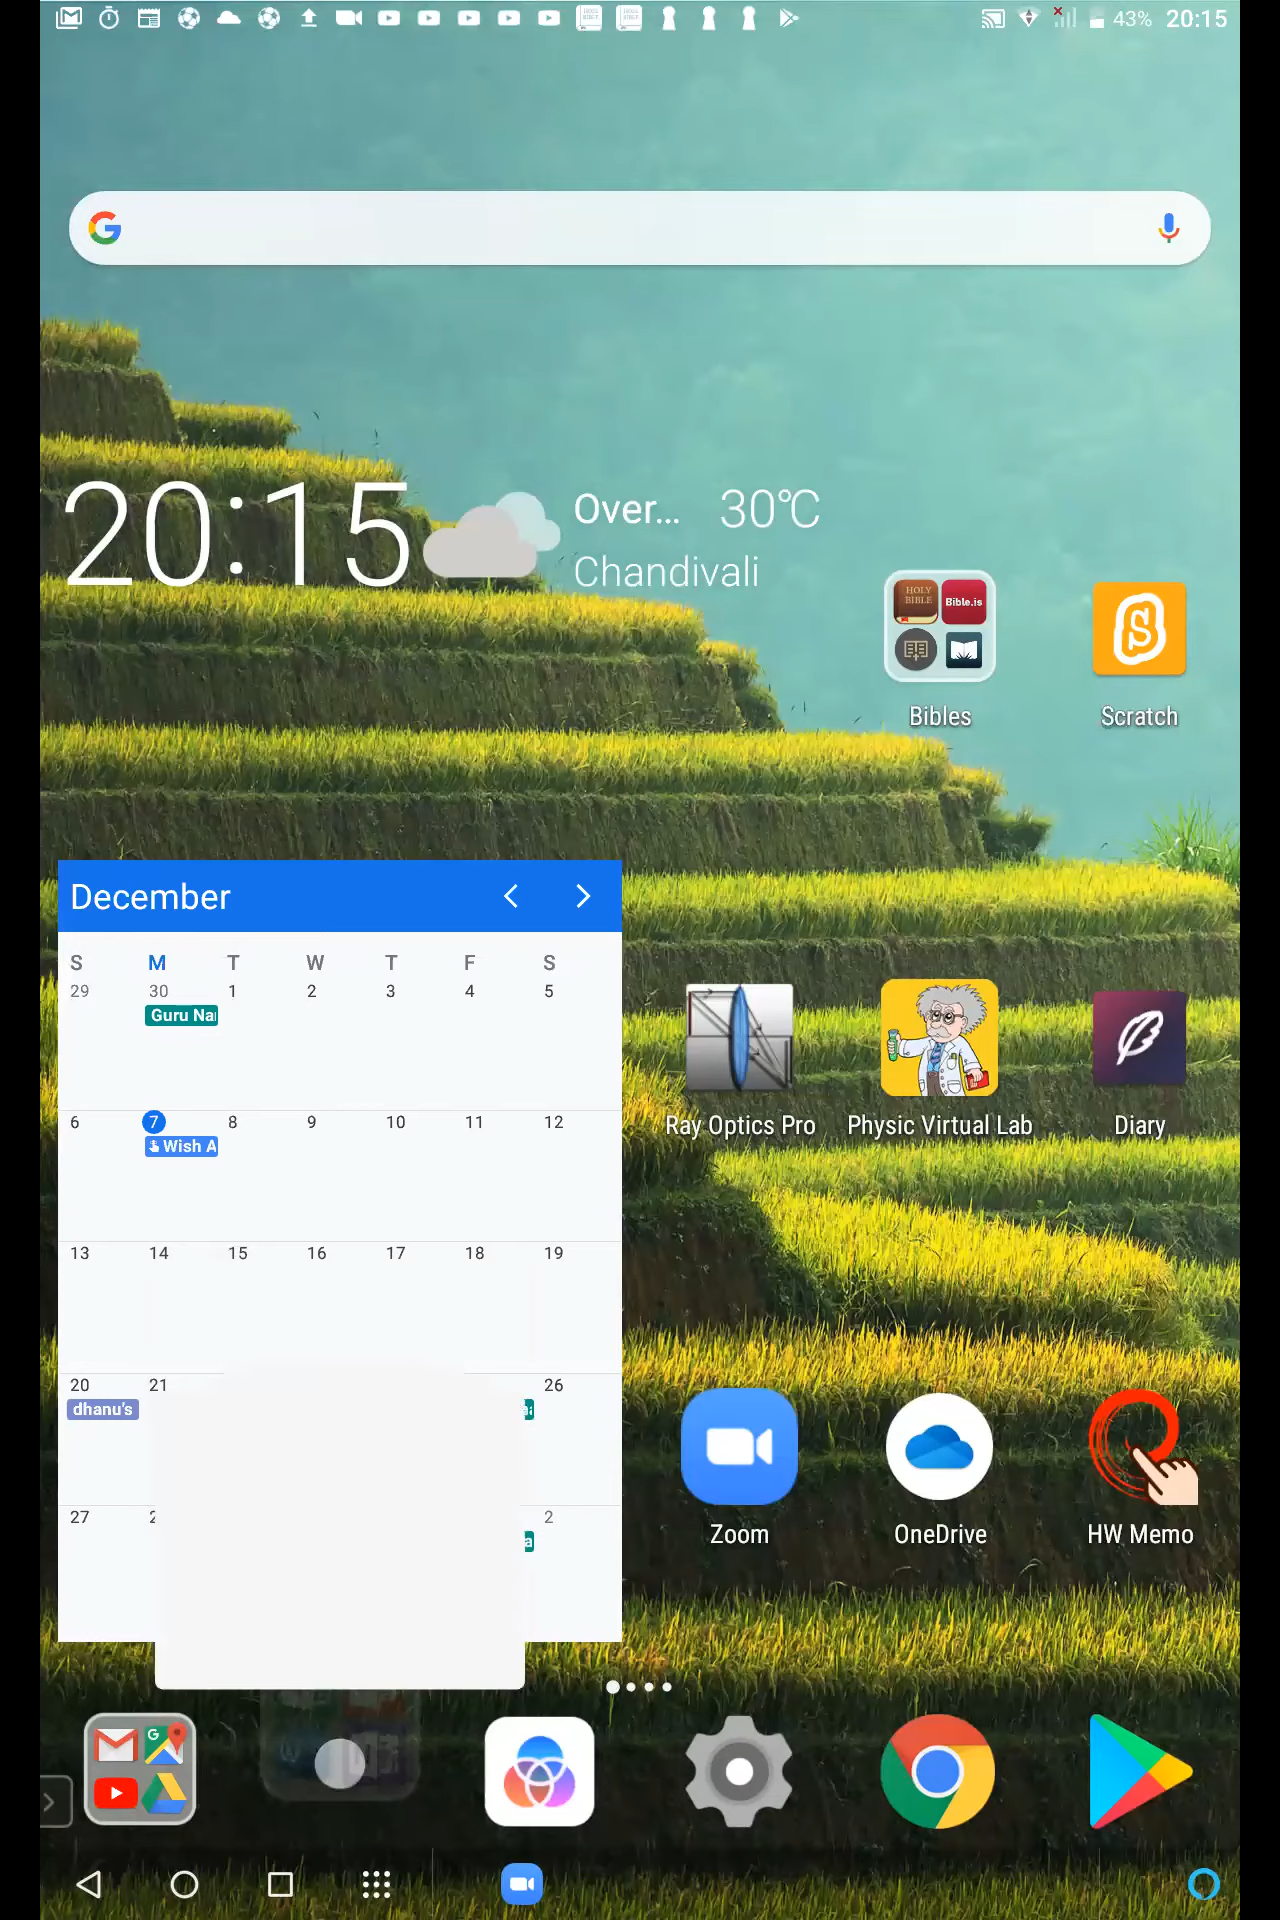 43% 20:15
20:15
Over... 30℃
Chandivali
HOLY BIBLE
Bible.is
Bibles
Scratch
December
S M T W T F S
29 30 1 2 3 4 5
Guru Na
6 7 8 9 10 11 12
Wish A
13 14 15 16 17 18 19
20 21 26
dhanu's
27 2 2
Ray Optics Pro
Physic Virtual Lab
Diary
Zoom
OneDrive
HW Memo